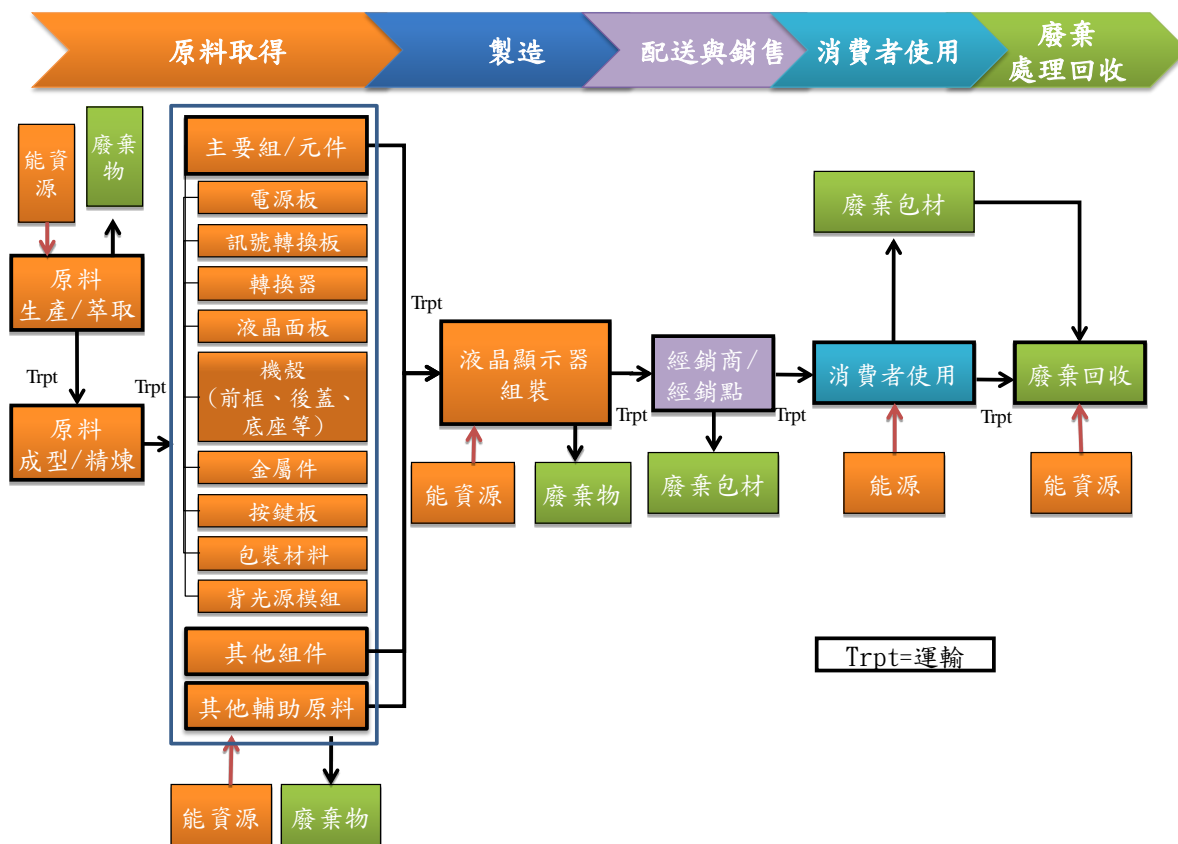 原料取得
製造
配送與銷售
消費者使用
廢棄
處理回收
能資
源
廢棄
物
原料
生產/萃取
Trpt
原料
成型/精煉
Trpt
主要組/元件
電源板
訊號轉換板
轉換器
液晶面板
機殼
(前框、後蓋、
底座等)
金屬件
按鍵板
包裝材料
背光源模組
其他組件
其他輔助原料
能資源
廢棄物
Trpt
液晶顯示器
組裝
能資源
廢棄物
Trpt
經銷商/
經銷點
廢棄包材
Trpt
廢棄包材
消費者使用
能源
Trpt
廢棄回收
能資源
Trpt=運輸